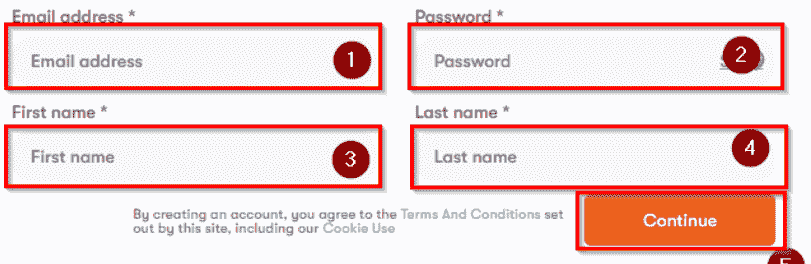 Email address * Password *
Email address 1 Password 2
First name * Last name *
First name 3 Last name 4
By creating an account, you agree to the Terms And Conditions set
out by this site, including our Cookie Use
Continue